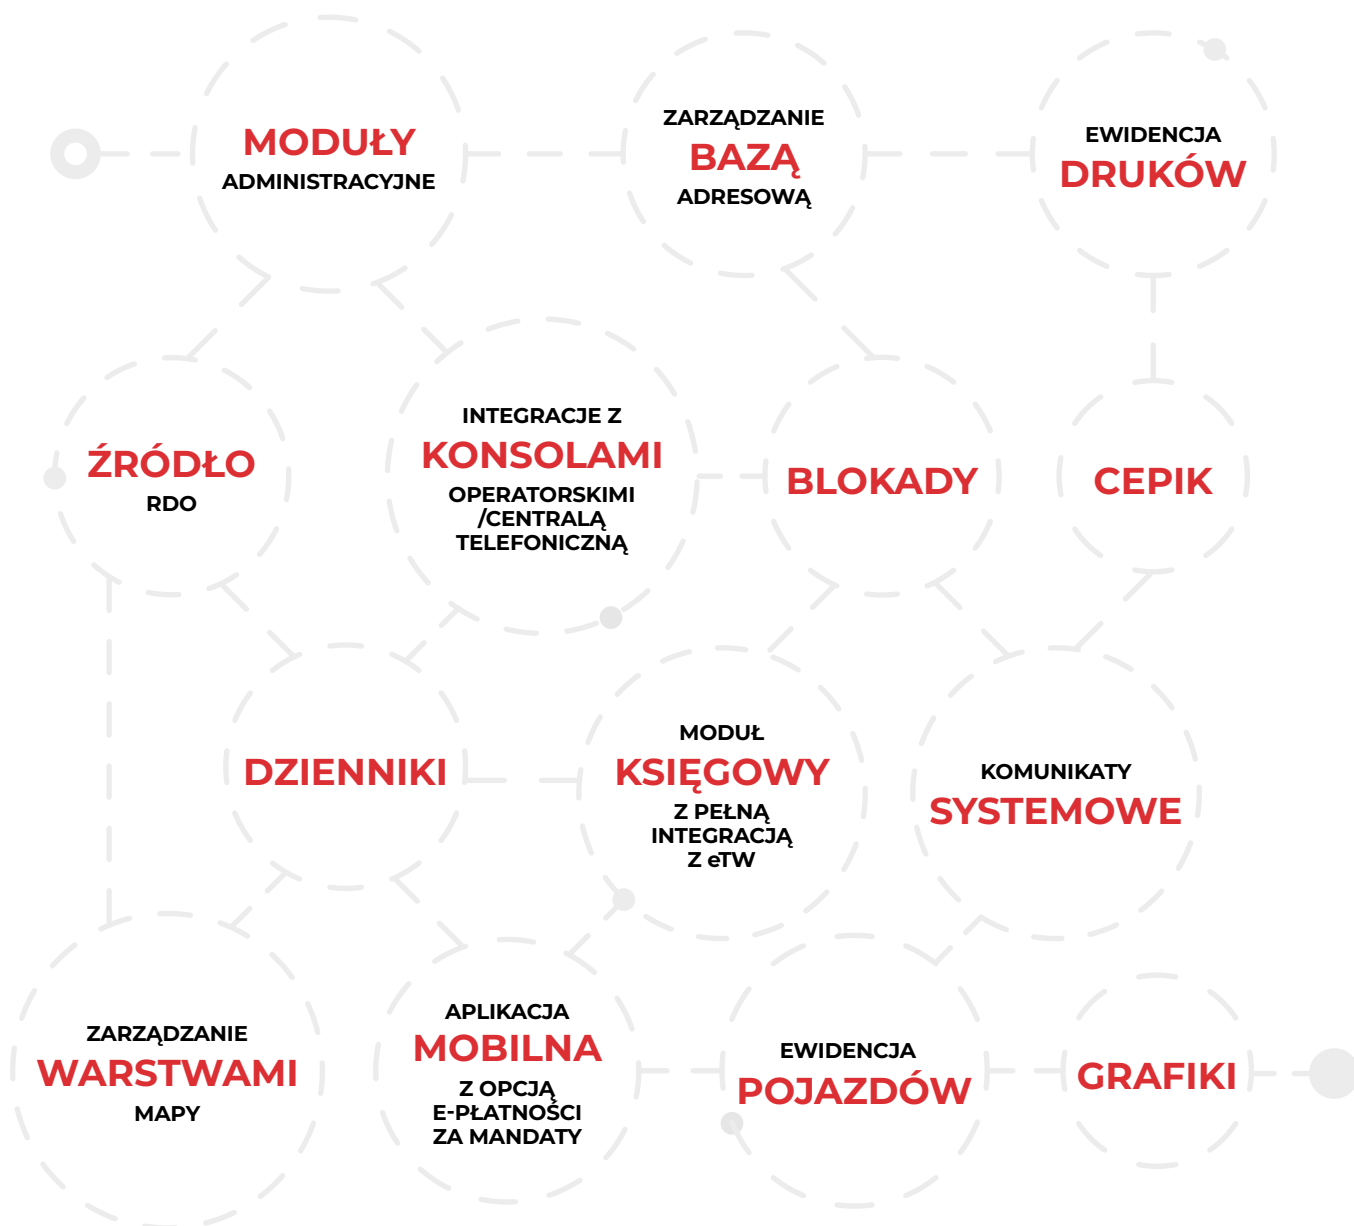 MODUŁY
ADMINISTRACYJNE
ZARZĄDZANIE
BAZĄ
ADRESOWĄ
EWIDENCJA
DRUKÓW
ŹRÓDŁO
RDO
INTEGRACJE Z
KONSOLAMI
OPERATORSKIMI
/CENTRALĄ
TELEFONICZNĄ
BLOKADY
CEPIK
DZIENNIKI
MODUŁ
KSIĘGOWY
Z PEŁNĄ
INTEGRACJĄ
Z eTW
KOMUNIKATY
SYSTEMOWE
ZARZĄDZANIE
WARSTWAMI
MAPY
APLIKACJA
MOBILNA
Z OPCJĄ
E-PŁATNOŚCI
ZA MANDATY
EWIDENCJA
POJAZDÓW
GRAFIKI